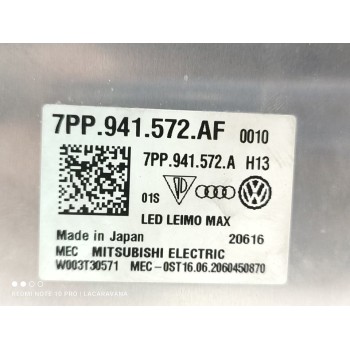 7PP.941.572.AF 0010
7PP.941.572.A H13
01S
LED LEIMO MAX
Made in Japan 20616
MEC MITSUBISHI ELECTRIC
W003T30571 MEC-OST16.06.2060450870